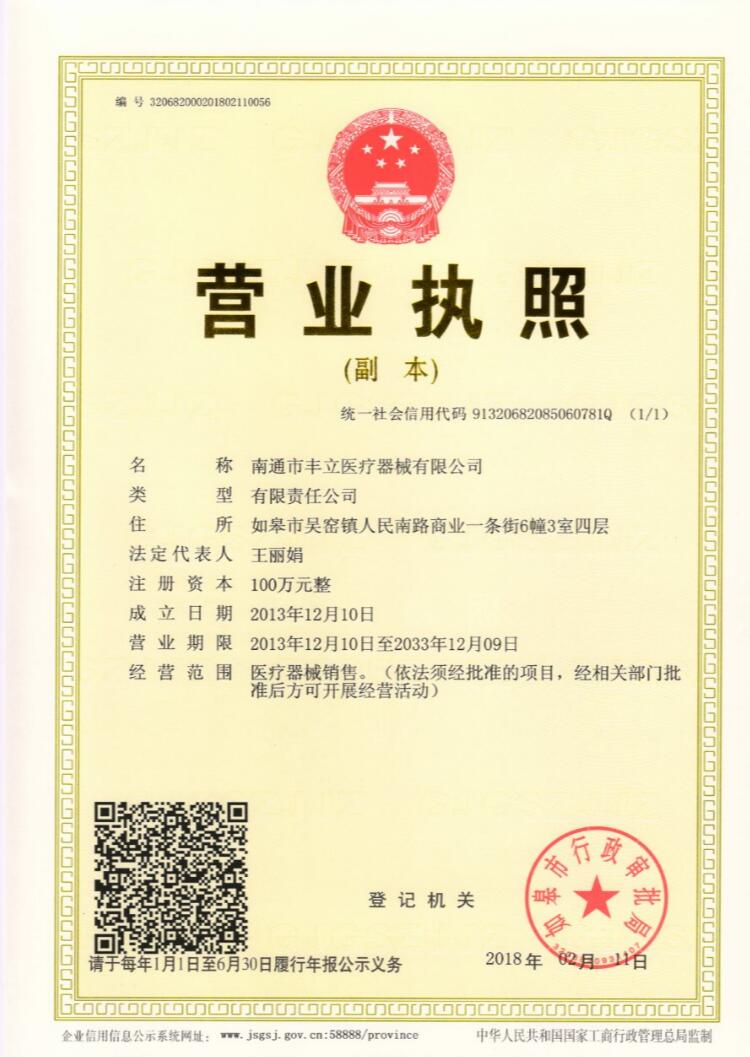 编 号 320682000201802110056
营业执照
(副 本)
统一社会信用代码 91320682085060781Q (1/1)
名 称 南通市丰立医疗器械有限公司
类 型 有限责任公司
住 所 如皋市吴窑镇人民南路商业一条街6幢3室四层
法定代表人 王丽娟
注 册 资 本 100万元整
成 立 日 期 2013年12月10日
营 业 期 限 2013年12月10日至2033年12月09日
经 营 范 围 医疗器械销售。（依法须经批准的项目，经相关部门批
准后方可开展经营活动）
登 记 机 关
市行政审批局
2018 年 02月 11日
请于每年1月1日至6月30日履行年报公示义务
企业信用信息公示系统网址： www.jsgsj.gov.cn:58888/province
中华人民共和国国家工商行政管理总局监制